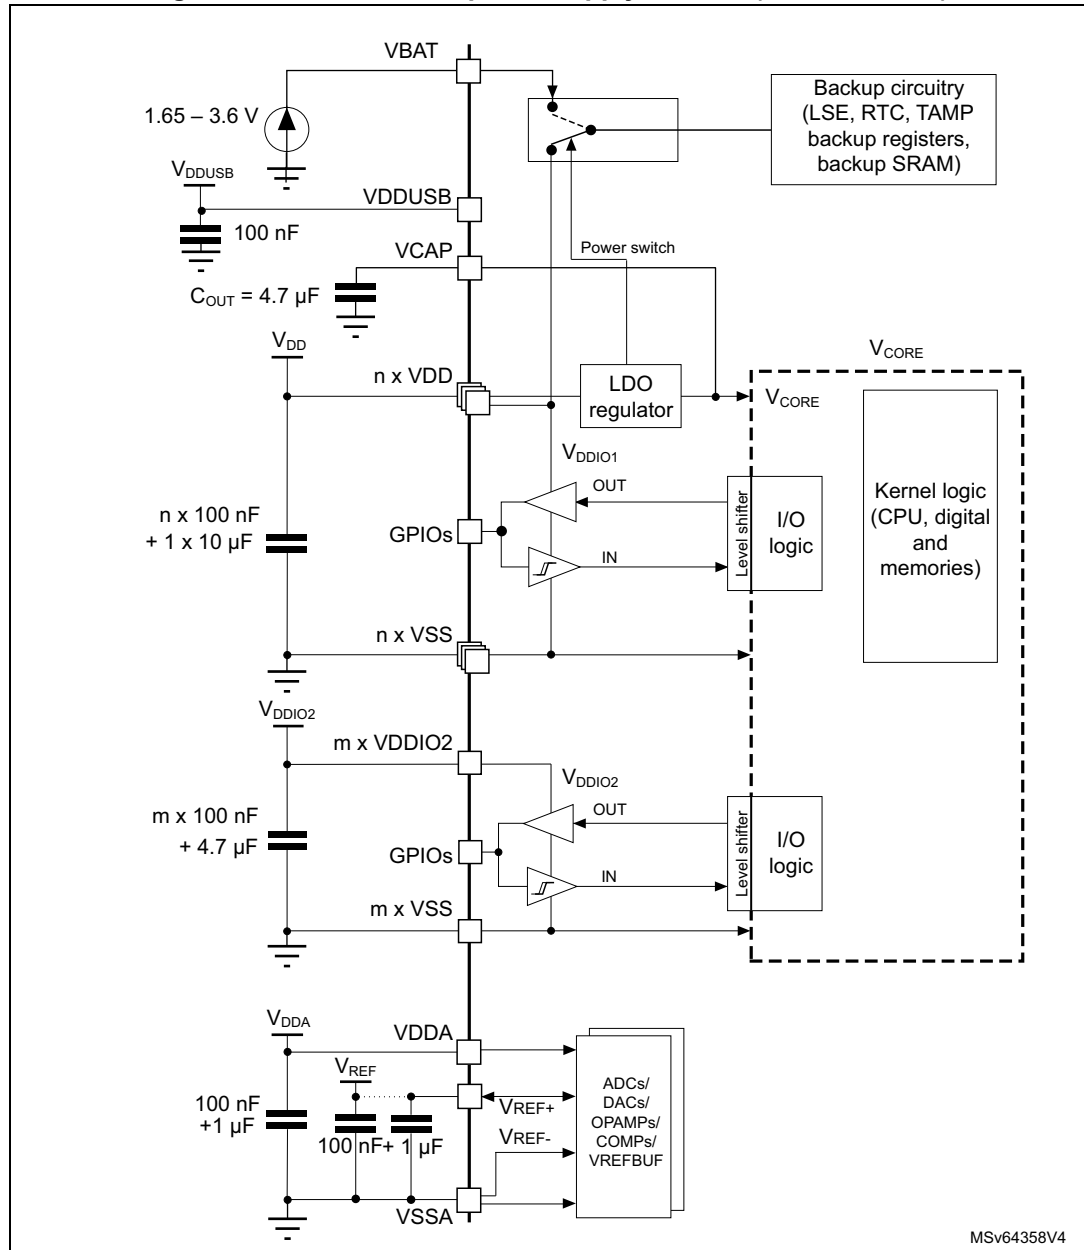 VBAT
Backup circuitry
(LSE, RTC, TAMP
backup registers,
backup SRAM)
1.65 – 3.6 V
VDDUSB
VDDUSB
100 nF
Power switch
VCAP
COUT = 4.7 µF
VDD
n x VDD
LDO
regulator
VCORE
VCORE
VDDIO1
OUT
n x 100 nF
+ 1 x 10 µF
GPIOs
IN
Level shifter
I/O
logic
Kernel logic
(CPU, digital
and
memories)
n x VSS
VDDIO2
m x VDDIO2
VDDIO2
OUT
m x 100 nF
+ 4.7 µF
GPIOs
IN
Level shifter
I/O
logic
m x VSS
VDDA
VDDA
VREF
100 nF
+1 µF
100 nF+ 1 µF
VREF+
VREF-
ADCs/
DACs/
OPAMPs/
COMPs/
VREFBUF
VSSA
MSv64358V4